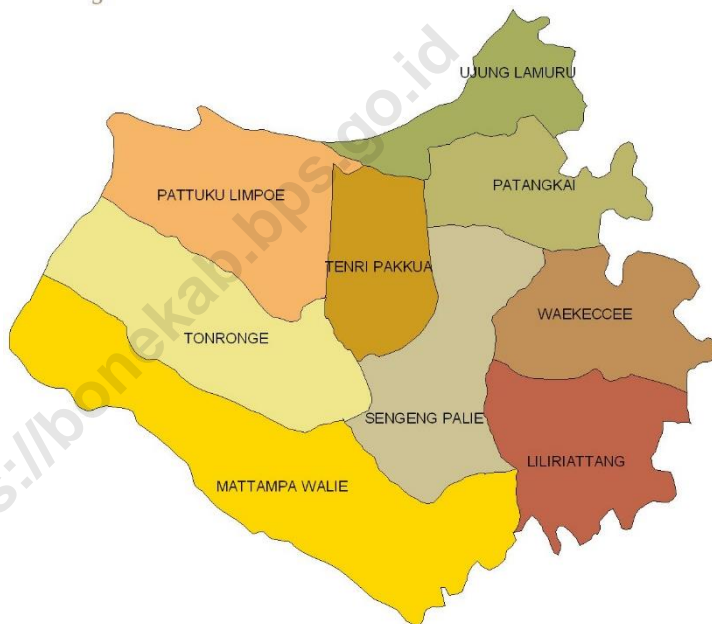 UJUNG LAMURU
PATANGKAI
PATTUKU LIMPOE
TENRI PAKKUA
WAEKECCEE
TONRONGE
SENGENG PALIE
LILIRIATTANG
MATTAMPA WALIE
s://bonekab.bps.go.id